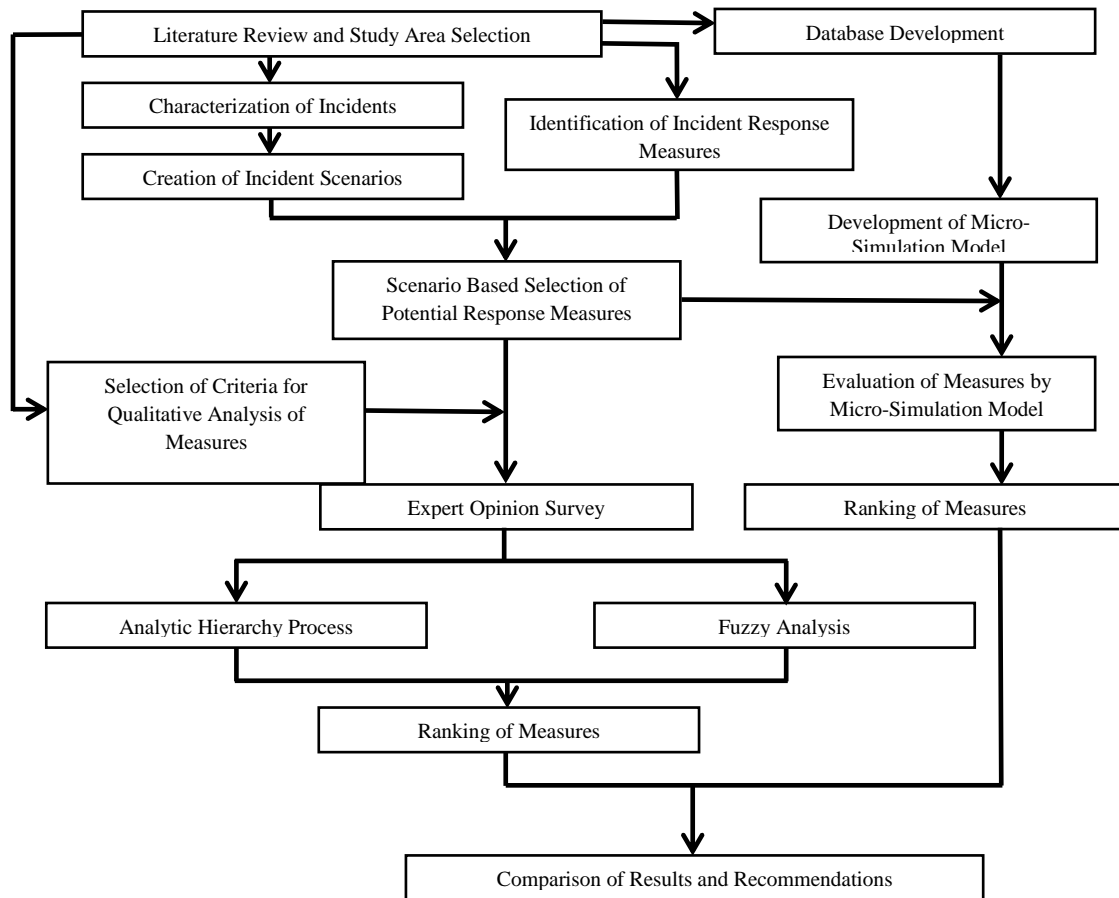 Literature Review and Study Area Selection
Database Development
Characterization of Incidents
Identification of Incident Response
Measures
Creation of Incident Scenarios
Development of Micro-
Simulation Model
Scenario Based Selection of
Potential Response Measures
Selection of Criteria for
Qualitative Analysis of
Measures
Evaluation of Measures by
Micro-Simulation Model
Expert Opinion Survey
Ranking of Measures
Analytic Hierarchy Process
Fuzzy Analysis
Ranking of Measures
Comparison of Results and Recommendations